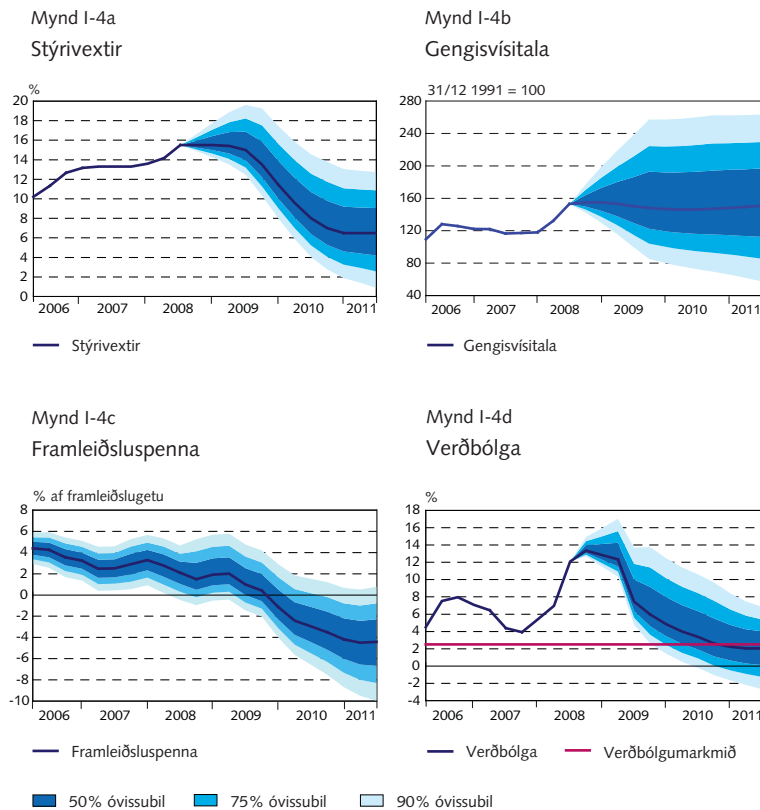 Mynd I-4a
Stýrivextir
%
20
18
16
14
12
10
8
6
4
2
0
2006 2007 2008 2009 2010 2011
Stýrivextir
Mynd I-4b
Gengisvísitala
31/12 1991 = 100
280
240
200
160
120
80
40
2006 2007 2008 2009 2010 2011
Gengisvísitala
Mynd I-4c
Framleiðsluspenna
% af framleiðslugetu
8
6
4
2
0
-2
-4
-6
-8
-10
2006 2007 2008 2009 2010 2011
Framleiðsluspenna
Mynd I-4d
Verðbólga
%
18
16
14
12
10
8
6
4
2
0
-2
-4
2006 2007 2008 2009 2010 2011
Verðbólga Verðbólgumarkmið
50% óvissubil 75% óvissubil 90% óvissubil